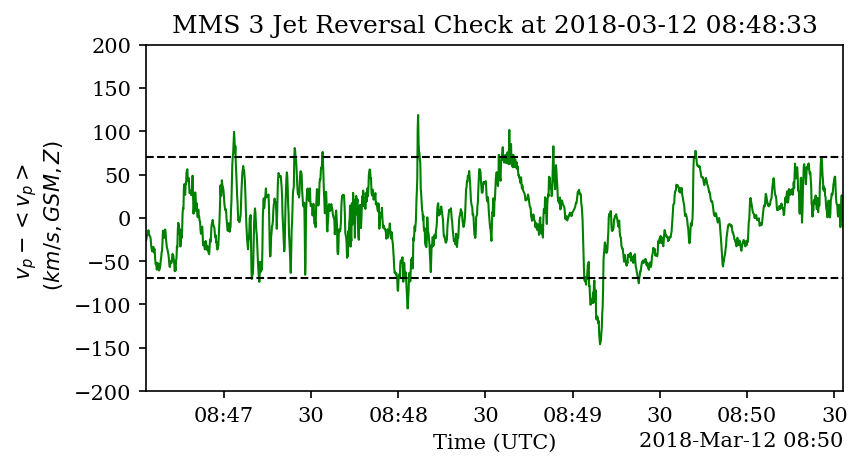 MMS 3 Jet Reversal Check at 2018-03-12 08:48:33
200
150
100
50
0
−50
−100
−150
−200
v_p − <v_p>
(km/s, GSM, Z)
08:47 30 08:48 30 08:49 30 08:50 30
Time (UTC) 2018-Mar-12 08:50